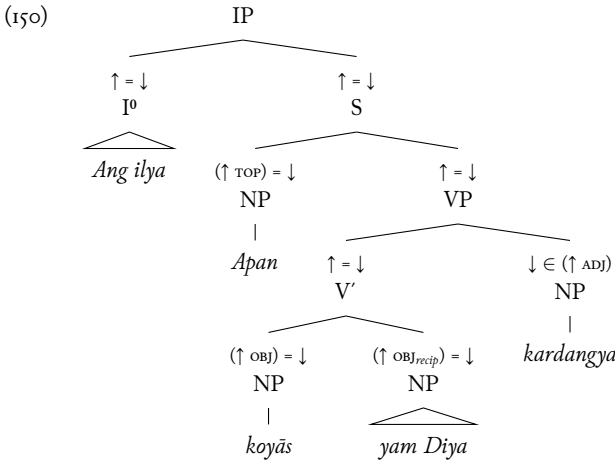 (150) IP
↑ = ↓ ↑ = ↓
I⁰ S
Ang ilya (↑ TOP) = ↓ ↑ = ↓
NP VP
Apan ↑ = ↓ ↓ ∈ (↑ ADJ)
V′ NP
(↑ OBJ) = ↓ (↑ OBJrecip) = ↓ kardangya
NP NP
koyās yam Diya